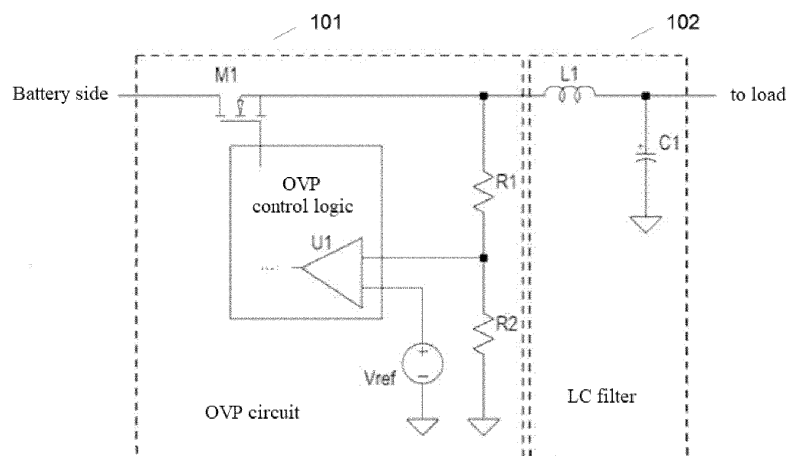 101
102
M1
L1
Battery side
to load
C1
OVP
control logic
R1
U1
R2
Vref
OVP circuit
LC filter